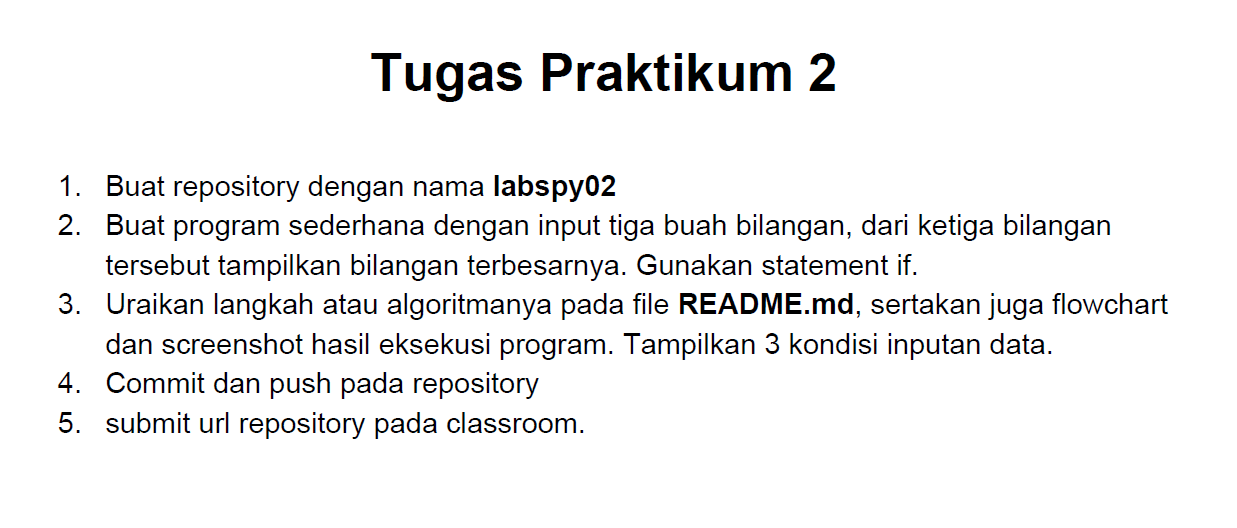 Tugas Praktikum 2
1. Buat repository dengan nama labspy02
2. Buat program sederhana dengan input tiga buah bilangan, dari ketiga bilangan
tersebut tampilkan bilangan terbesarnya. Gunakan statement if.
3. Uraikan langkah atau algoritmanya pada file README.md, sertakan juga flowchart
dan screenshot hasil eksekusi program. Tampilkan 3 kondisi inputan data.
4. Commit dan push pada repository
5. submit url repository pada classroom.